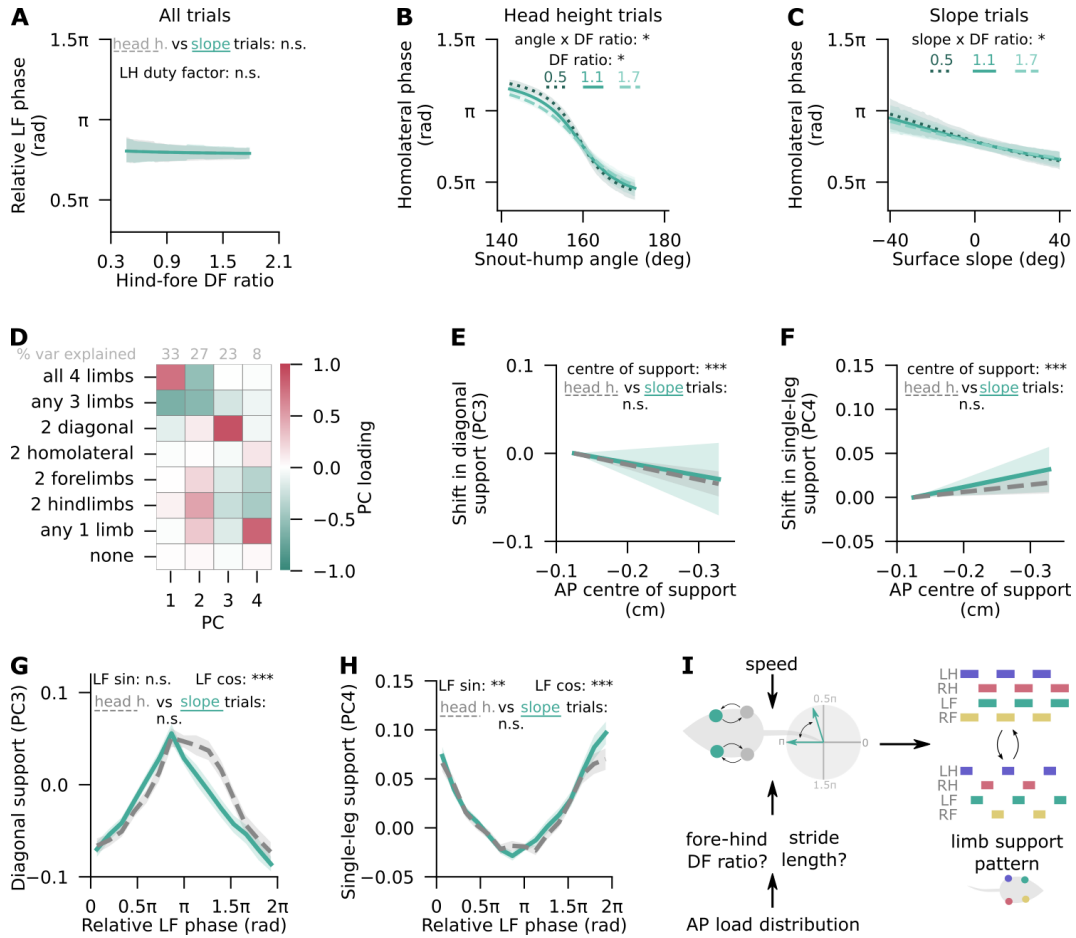 A All trials
head h. vs slope trials: n.s.
LH duty factor: n.s.
Relative LF phase
(rad)
1.5π
π
0.5π
0.3 0.9 1.5 2.1
Hind-fore DF ratio
B Head height trials
angle x DF ratio: *
DF ratio: *
0.5 1.1 1.7
Homolateral phase
(rad)
1.5π
π
0.5π
140 160 180
Snout-hump angle (deg)
C Slope trials
slope x DF ratio: *
0.5 1.1 1.7
Homolateral phase
(rad)
1.5π
π
0.5π
−40 0 40
Surface slope (deg)
D
% var explained 33 27 23 8
all 4 limbs
any 3 limbs
2 diagonal
2 homolateral
2 forelimbs
2 hindlimbs
any 1 limb
none
1 2 3 4
PC
1.0
0.5
0.0
−0.5
−1.0
PC loading
E
centre of support: ***
head h. vs slope trials:
n.s.
Shift in diagonal
support (PC3)
0.1
0.0
−0.1
−0.1 −0.2 −0.3
AP centre of support
(cm)
F
centre of support: ***
head h. vs slope trials:
n.s.
Shift in single-leg
support (PC4)
0.15
0.10
0.05
0.00
−0.05
−0.1 −0.2 −0.3
AP centre of support
(cm)
G
LF sin: n.s. LF cos: ***
head h. vs slope trials:
n.s.
Diagonal support (PC3)
0.1
0.0
−0.1
0 0.5π π 1.5π 2π
Relative LF phase (rad)
H
LF sin: ** LF cos: ***
head h. vs slope trials:
n.s.
Single-leg support (PC4)
0.15
0.10
0.05
0.00
−0.05
0 0.5π π 1.5π 2π
Relative LF phase (rad)
I
speed
0.5π
π
0
1.5π
fore-hind
DF ratio?
stride
length?
AP load distribution
LH
RH
LF
RF
LH
RH
LF
RF
limb support
pattern